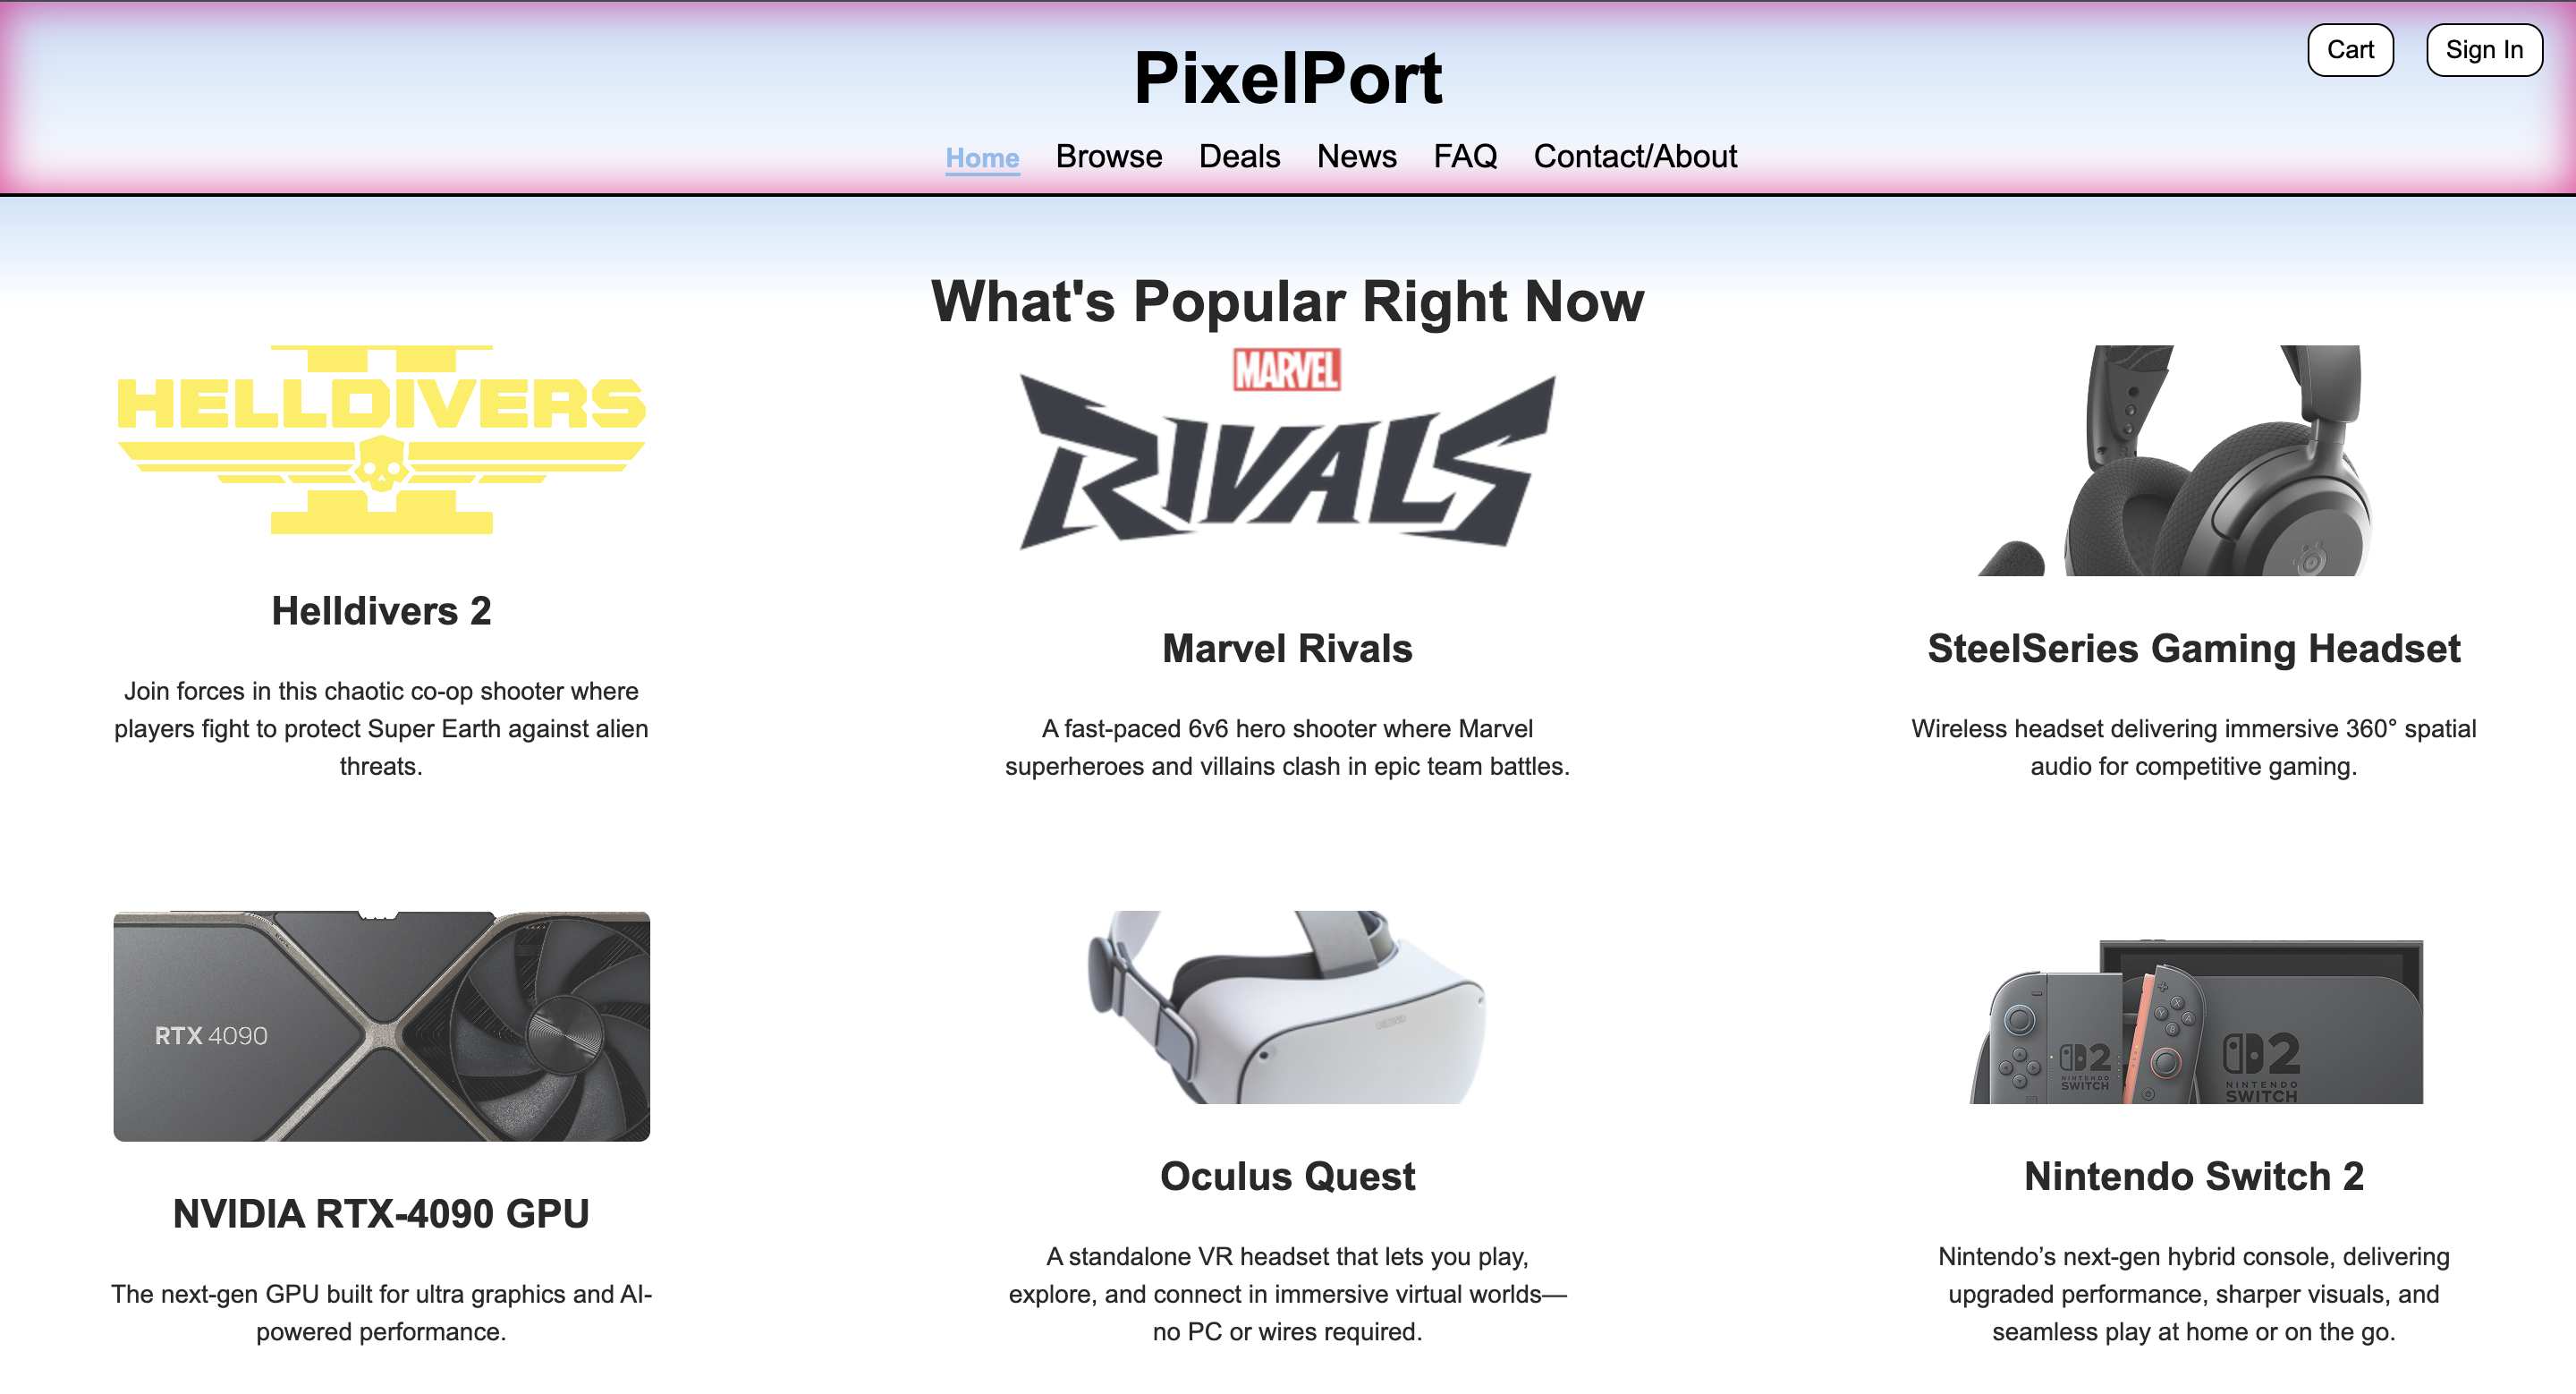 PixelPort
Cart
Sign In
Home
Browse
Deals
News
FAQ
Contact/About
What's Popular Right Now
HELLDIVERS
II
MARVEL
RIVALS
Helldivers 2
Join forces in this chaotic co-op shooter where
players fight to protect Super Earth against alien
threats.
Marvel Rivals
A fast-paced 6v6 hero shooter where Marvel
superheroes and villains clash in epic team battles.
SteelSeries Gaming Headset
Wireless headset delivering immersive 360° spatial
audio for competitive gaming.
RTX 4090
2
NINTENDO
SWITCH
2
NINTENDO
SWITCH
X
Y
A
B
NVIDIA RTX-4090 GPU
The next-gen GPU built for ultra graphics and AI-
powered performance.
Oculus Quest
A standalone VR headset that lets you play,
explore, and connect in immersive virtual worlds—
no PC or wires required.
Nintendo Switch 2
Nintendo’s next-gen hybrid console, delivering
upgraded performance, sharper visuals, and
seamless play at home or on the go.